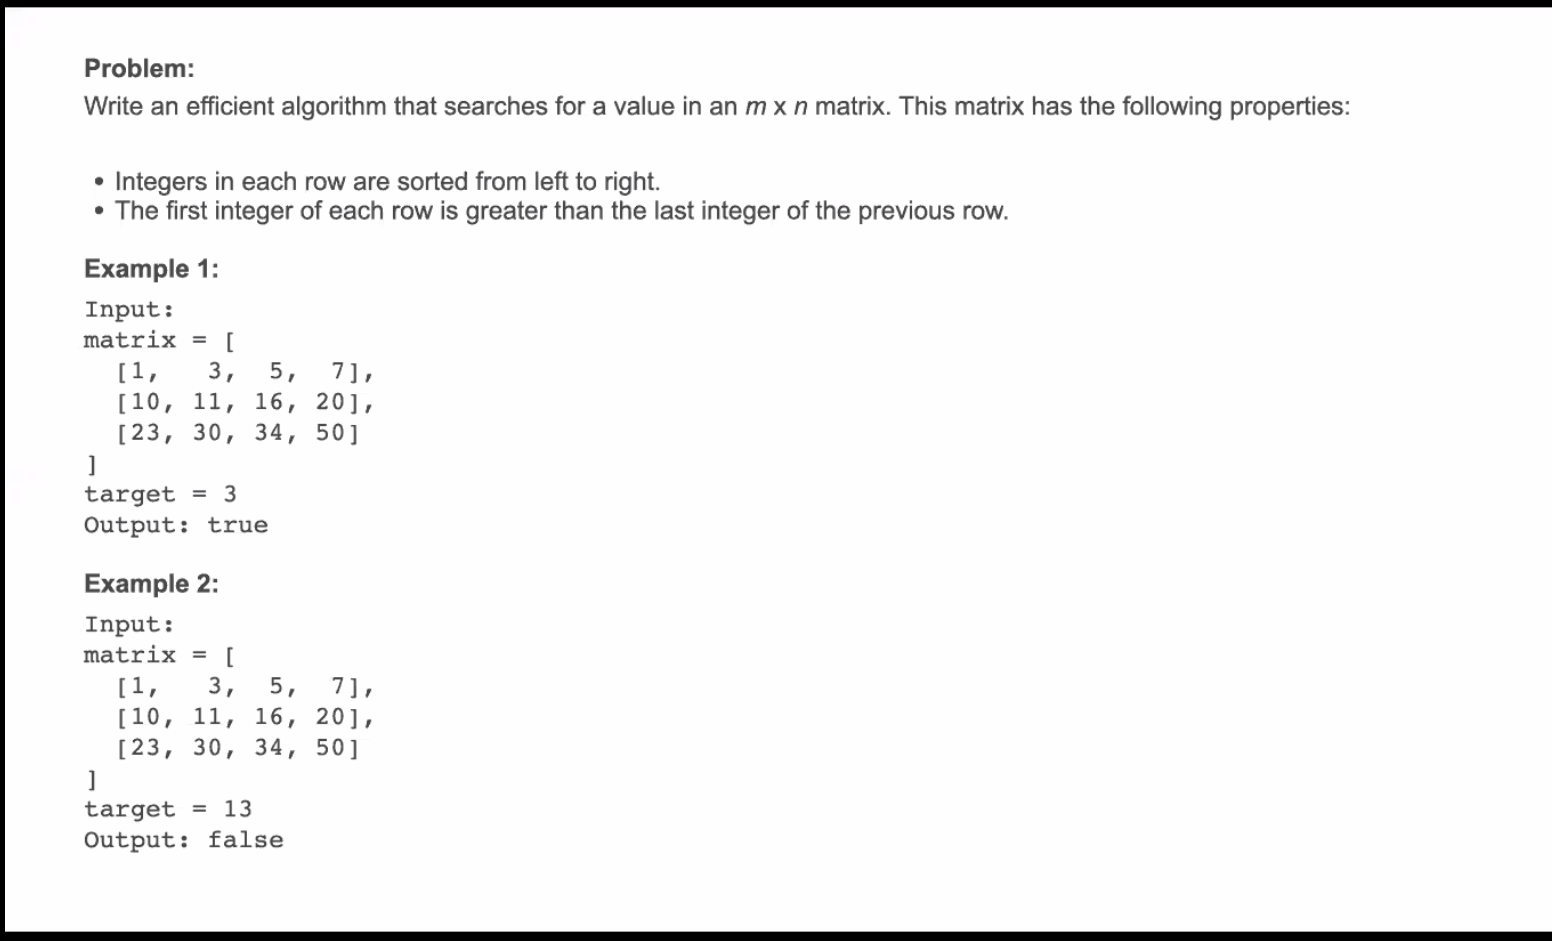 Problem:
Write an efficient algorithm that searches for a value in an m x n matrix. This matrix has the following properties:
• Integers in each row are sorted from left to right.
• The first integer of each row is greater than the last integer of the previous row.
Example 1:
Input:
matrix = [
  [1,   3,  5,  7],
  [10, 11, 16, 20],
  [23, 30, 34, 50]
]
target = 3
Output: true
Example 2:
Input:
matrix = [
  [1,   3,  5,  7],
  [10, 11, 16, 20],
  [23, 30, 34, 50]
]
target = 13
Output: false